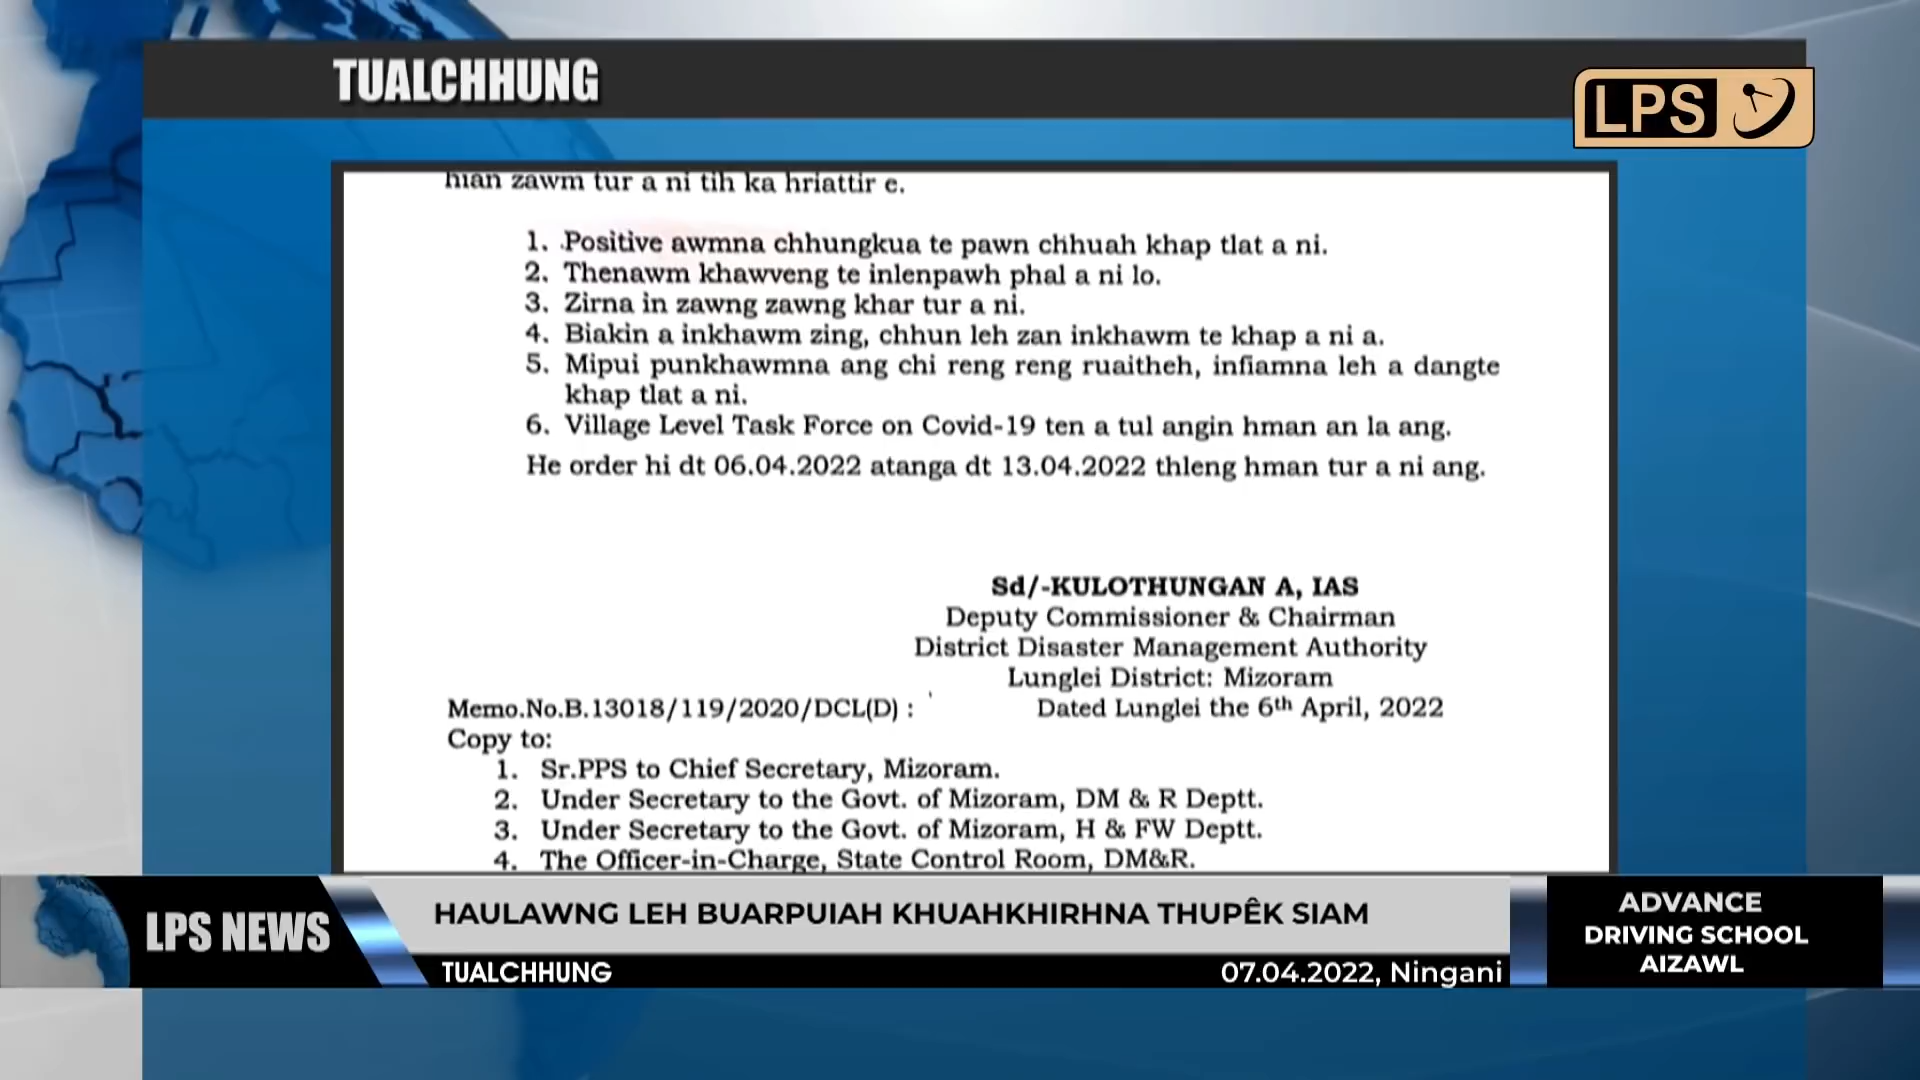 TUALCHHUNG
LPS
hian zawm tur a ni tih ka hriattir e.
1. Positive awmna chhungkua te pawn chhuah khap tlat a ni.
2. Thenawm khawveng te inlenpawh phal a ni lo.
3. Zirna in zawng zawng khar tur a ni.
4. Biakin a inkhawm zing, chhun leh zan inkhawm te khap a ni a.
5. Mipui punkhawmna ang chi reng reng ruaitheh, infiamna leh a dangte
khap tlat a ni.
6. Village Level Task Force on Covid-19 ten a tul angin hman an la ang.
He order hi dt 06.04.2022 atanga dt 13.04.2022 thleng hman tur a ni ang.
Sd/-KULOTHUNGAN A, IAS
Deputy Commissioner & Chairman
District Disaster Management Authority
Lunglei District: Mizoram
Memo.No.B.13018/119/2020/DCL(D) : Dated Lunglei the 6th April, 2022
Copy to:
1. Sr.PPS to Chief Secretary, Mizoram.
2. Under Secretary to the Govt. of Mizoram, DM & R Deptt.
3. Under Secretary to the Govt. of Mizoram, H & FW Deptt.
4. The Officer-in-Charge, State Control Room, DM&R.
LPS NEWS
HAULAWNG LEH BUARPUIAH KHUAHKHIRHNA THUPÊK SIAM
TUALCHHUNG
07.04.2022, Ningani
ADVANCE
DRIVING SCHOOL
AIZAWL